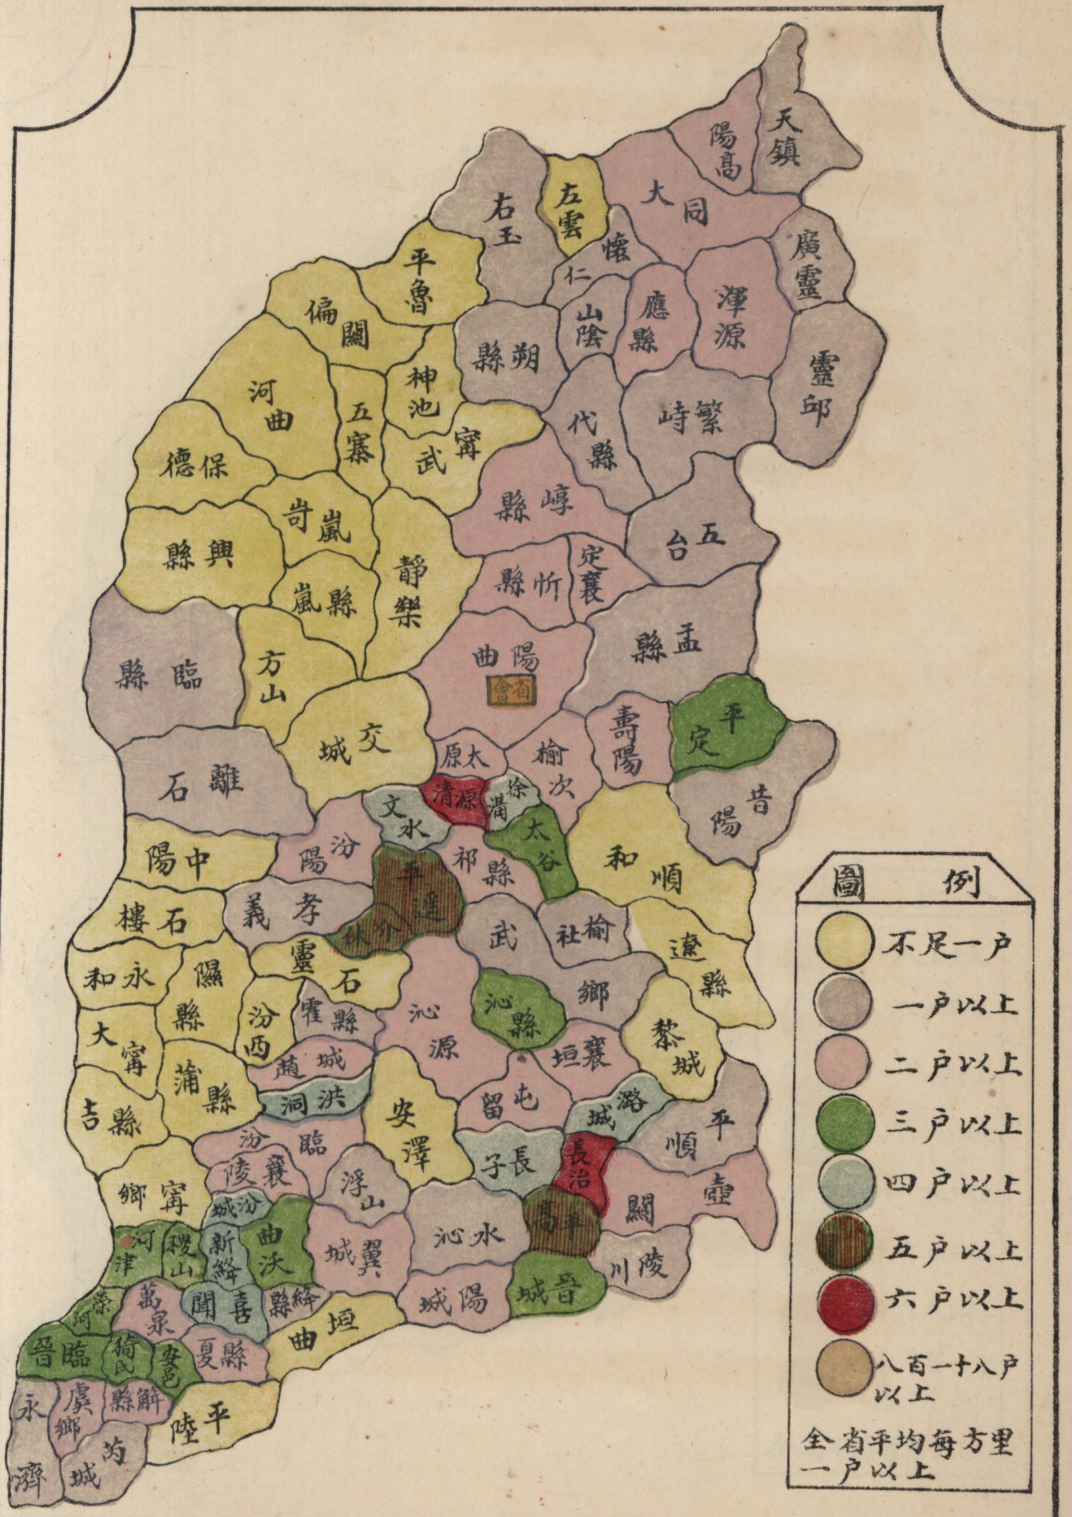 天鎮
陽高
大同
右玉
左雲
懷仁
廣靈
平魯
偏關
山陰
應縣
渾源
朔縣
靈邱
神池
河曲
五寨
代縣
繁峙
寗武
保德
崞縣
岢嵐
五台
興縣
靜樂
忻縣
定襄
嵐縣
盂縣
臨縣
方山
陽曲
省會
平定
壽陽
交城
太原
榆次
離石
昔陽
清源
徐溝
文水
太谷
中陽
汾陽
祁縣
和順
平遥
孝義
石樓
介休
武鄉
榆社
遼縣
永和
隰縣
靈石
沁縣
汾西
霍縣
沁源
大寗
襄垣
黎城
趙城
蒲縣
吉縣
洪洞
安澤
屯留
潞城
平順
臨汾
長子
長治
襄陵
浮山
鄉寗
壺關
汾城
高平
沁水
河津
稷山
新絳
曲沃
翼城
陵川
晉城
陽城
榮河
萬泉
聞喜
絳縣
垣曲
臨晉
猗氏
安邑
夏縣
永濟
虞鄉
解縣
平陸
芮城
圖例
不足一户
一户以上
二户以上
三户以上
四户以上
五户以上
六户以上
八百一十八户
以上
全省平均每方里
一户以上